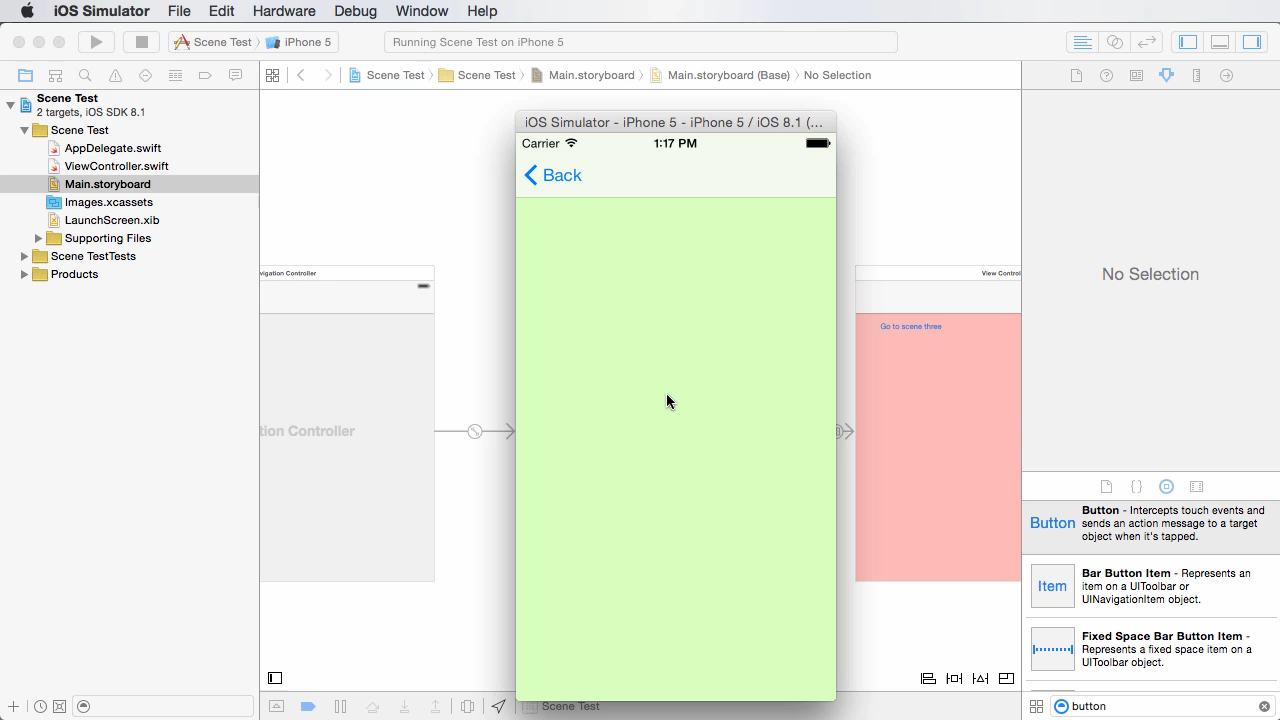 iOS Simulator File Edit Hardware Debug Window Help
Scene Test iPhone 5
Running Scene Test on iPhone 5
Scene Test Scene Test Main.storyboard Main.storyboard (Base) No Selection
Scene Test
2 targets, iOS SDK 8.1
Scene Test
AppDelegate.swift
ViewController.swift
Main.storyboard
Images.xcassets
LaunchScreen.xib
Supporting Files
Scene TestTests
Products
vigation Controller
tion Controller
iOS Simulator - iPhone 5 - iPhone 5 / iOS 8.1 (...
Carrier 1:17 PM
Back
View Control
Go to scene three
No Selection
Button
Button - Intercepts touch events and
sends an action message to a target
object when it's tapped.
Item
Bar Button Item - Represents an
item on a UIToolbar or
UINavigationItem object.
Fixed Space Bar Button Item -
Represents a fixed space item on a
UIToolbar object.
Scene Test
button